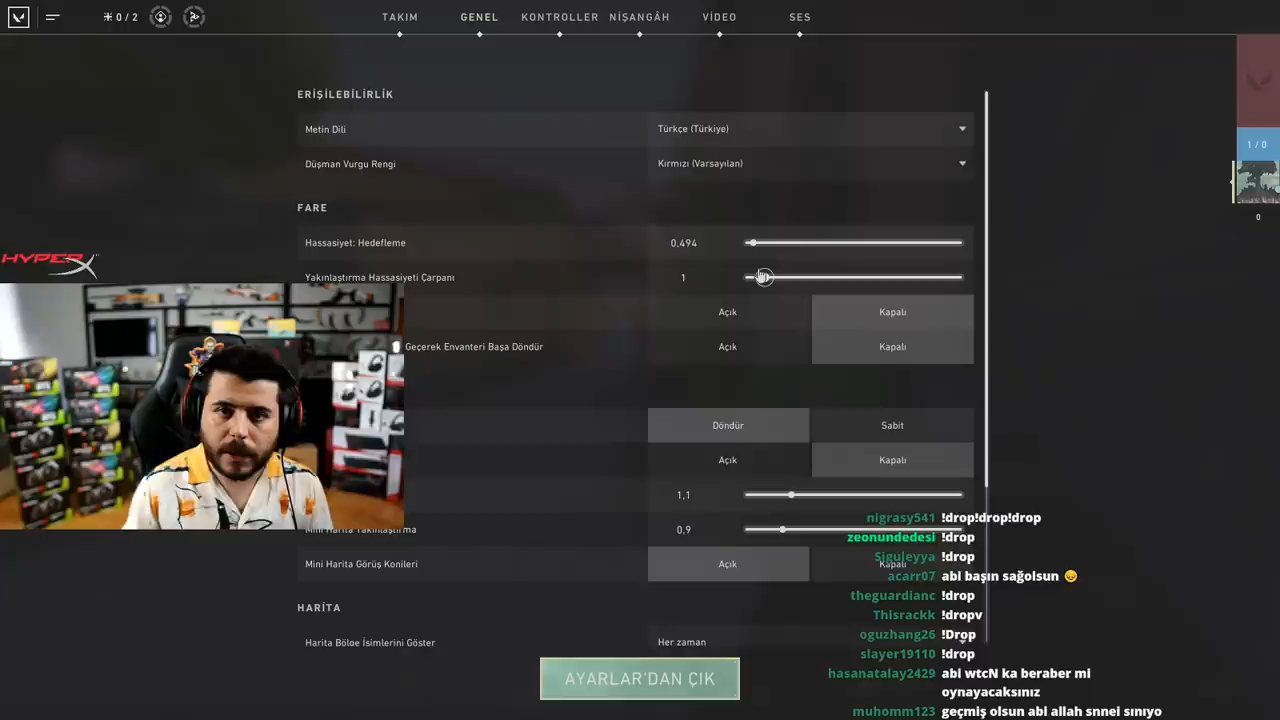 0 / 2
TAKIM
GENEL
KONTROLLER
NİŞANGÂH
VİDEO
SES
ERİŞİLEBİLİRLİK
Metin Dili
Türkçe (Türkiye)
Düşman Vurgu Rengi
Kırmızı (Varsayılan)
1 / 0
0
FARE
Hassasiyet: Hedefleme
0,494
HYPERX
Yakınlaştırma Hassasiyeti Çarpanı
1
Açık
Kapalı
Geçerek Envanteri Başa Döndür
Açık
Kapalı
Döndür
Sabit
Açık
Kapalı
1,1
Mini Harita Yakınlaştırma
0,9
Mini Harita Görüş Konileri
Açık
Kapalı
HARİTA
Harita Bölge İsimlerini Göster
Her zaman
AYARLAR'DAN ÇIK
nigrasy541 !drop!drop!drop
zeonundedesi !drop
Siguleyya !drop
acarr07 abi başın sağolsun 😔
theguardianc !drop
Thisrackk !dropv
oguzhang26 !Drop
slayer19110 !drop
hasanatalay2429 abi wtcN ka beraber mi
oynayacaksınız
muhomm123 geçmiş olsun abi allah snnei sınıyo